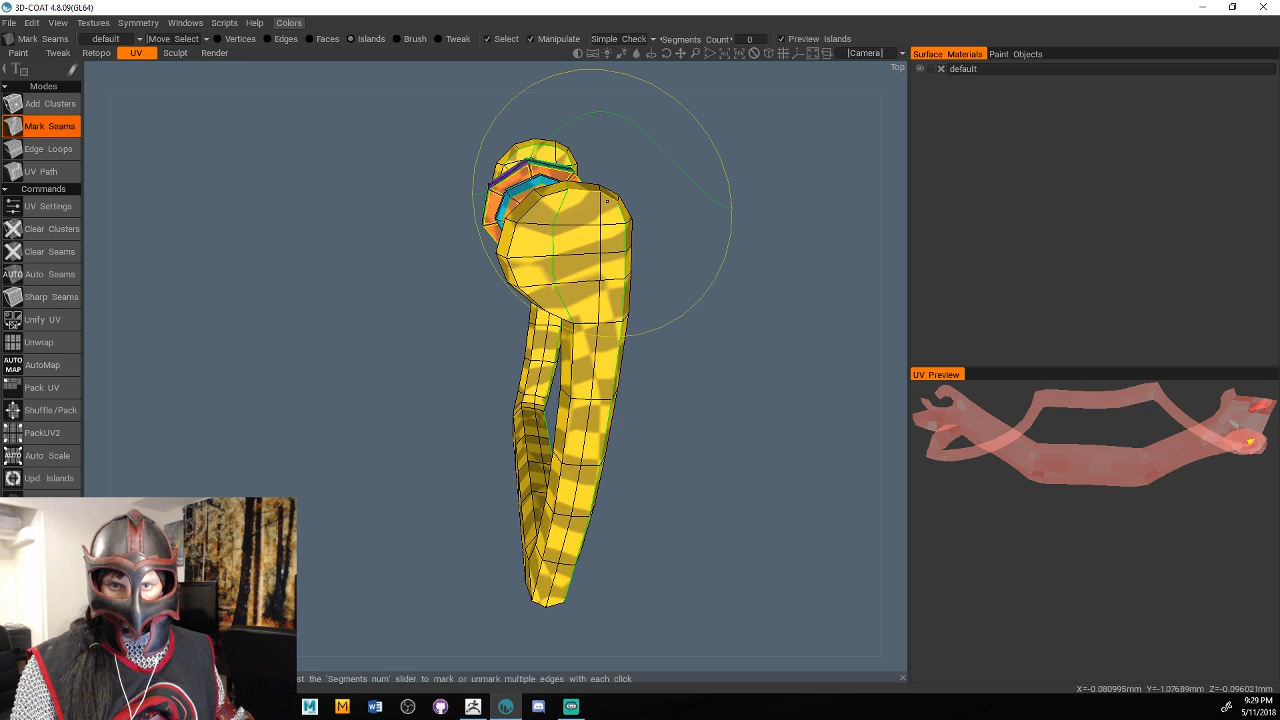 3D-COAT 4.8.09(GL64)
File Edit View Textures Symmetry Windows Scripts Help Colors
Mark Seams default [Move Select Vertices Edges Faces Islands Brush Tweak Select Manipulate Simple Check Segments Count 0 Preview Islands
Paint Tweak Retopo UV Sculpt Render [Camera]
Surface Materials Paint Objects
Top
default
Modes
Add Clusters
Mark Seams
Edge Loops
UV Path
Commands
UV Settings
Clear Clusters
Clear Seams
AUTO Auto Seams
Sharp Seams
Unify UV
Unwrap
AUTO MAP AutoMap
Pack UV
Shuffle/Pack
PackUV2
Auto Scale
Upd. Islands
UV Preview
st the 'Segments num' slider to mark or unmark multiple edges with each click
X=-0.080995mm Y=-1.07689mm Z=-0.096021mm
9:29 PM
5/11/2018